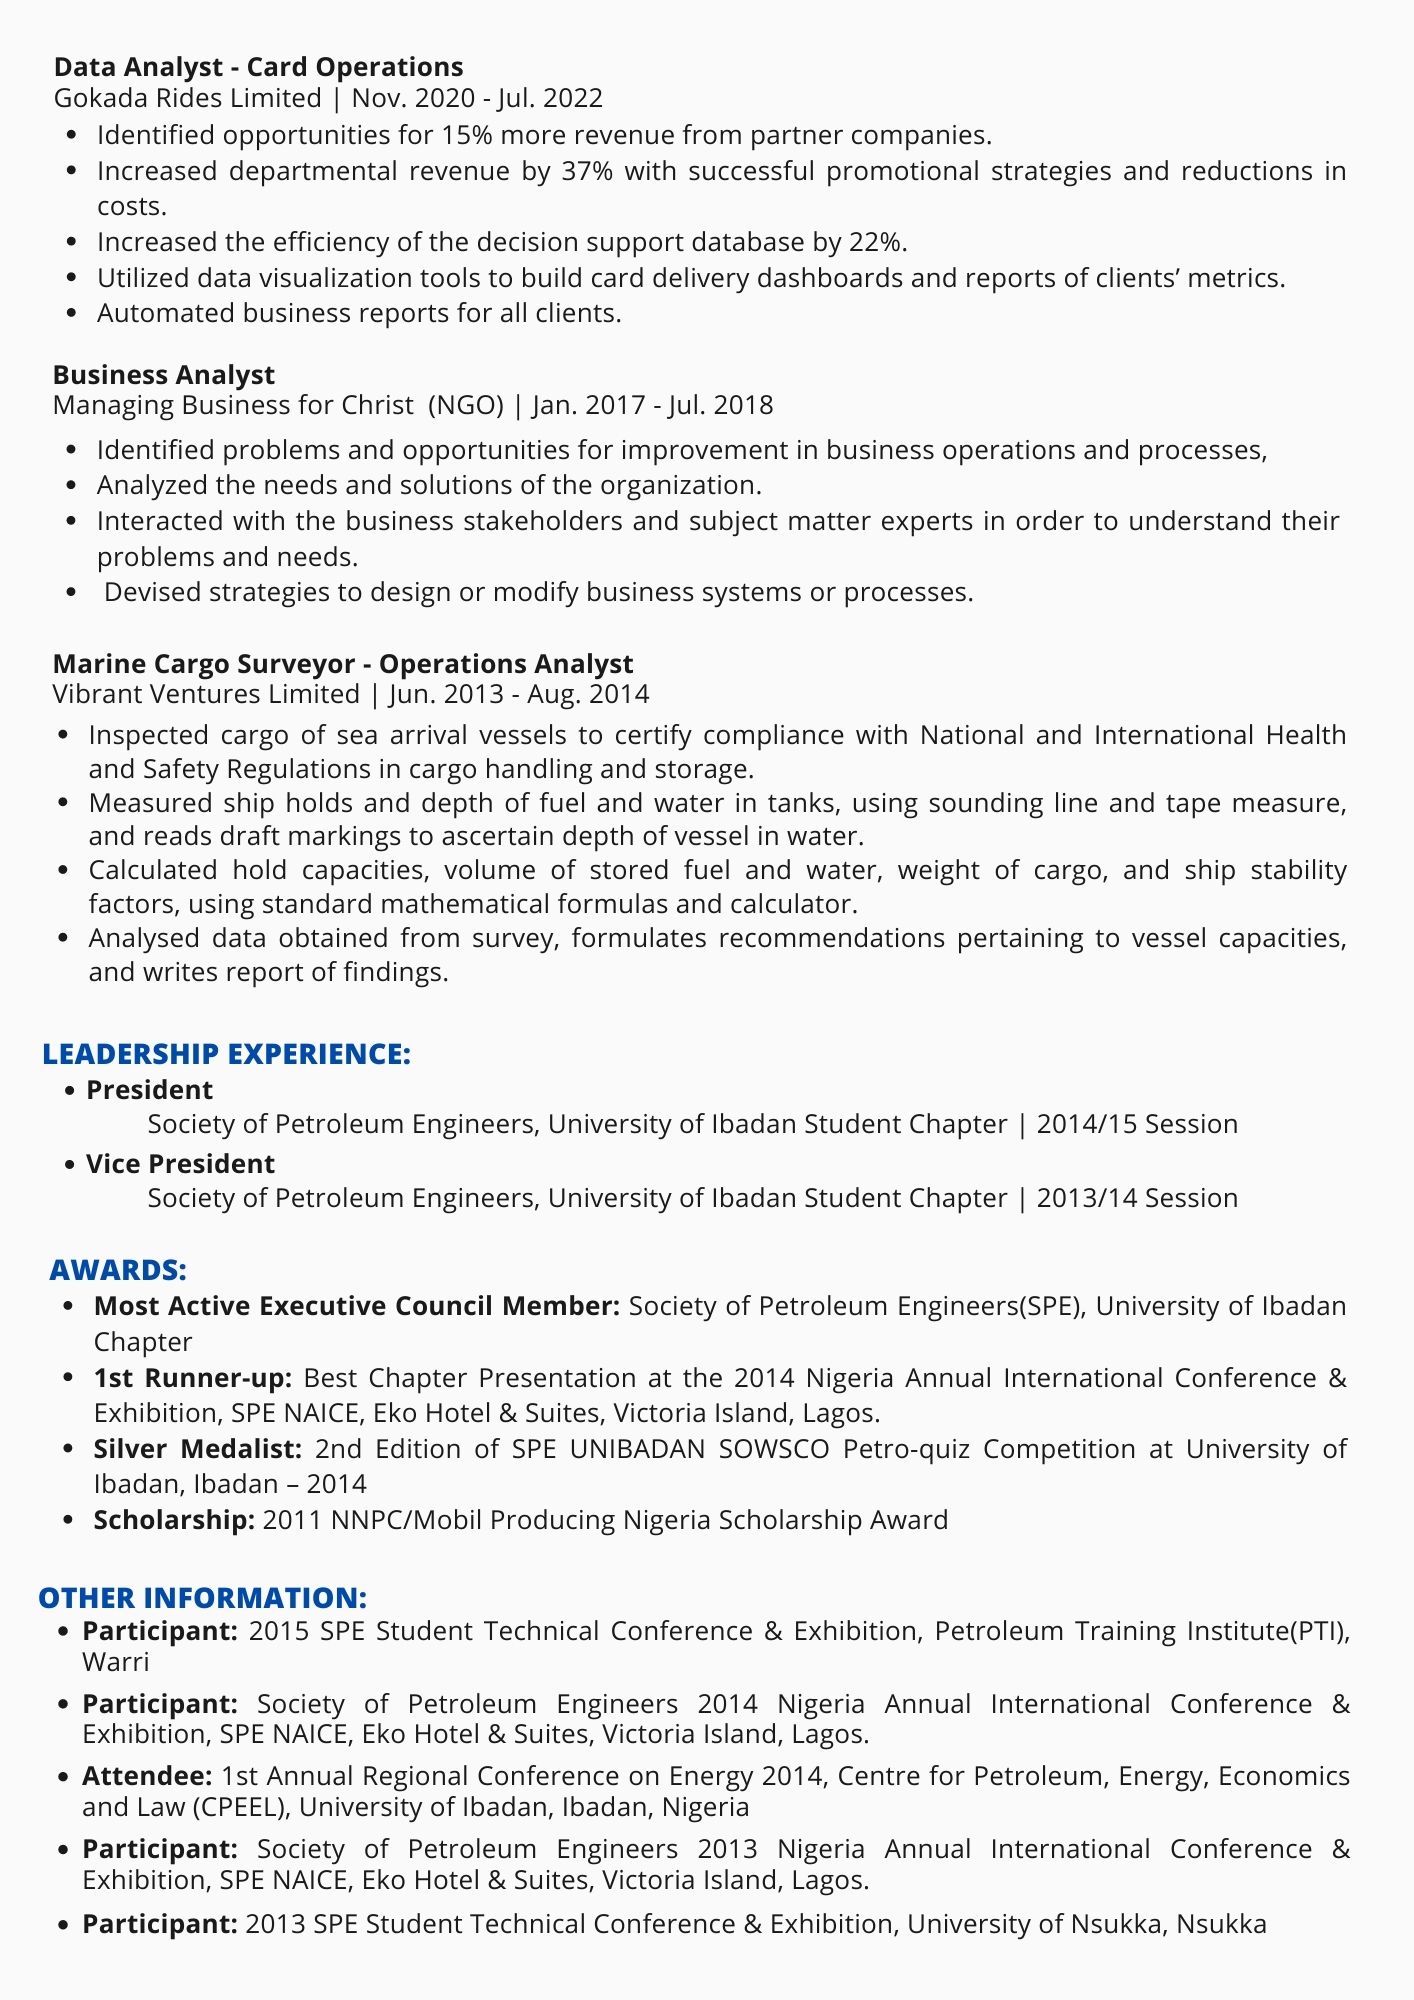 Data Analyst - Card Operations
Gokada Rides Limited | Nov. 2020 - Jul. 2022
• Identified opportunities for 15% more revenue from partner companies.
• Increased departmental revenue by 37% with successful promotional strategies and reductions in
costs.
• Increased the efficiency of the decision support database by 22%.
• Utilized data visualization tools to build card delivery dashboards and reports of clients’ metrics.
• Automated business reports for all clients.
Business Analyst
Managing Business for Christ (NGO) | Jan. 2017 - Jul. 2018
• Identified problems and opportunities for improvement in business operations and processes,
• Analyzed the needs and solutions of the organization.
• Interacted with the business stakeholders and subject matter experts in order to understand their
problems and needs.
• Devised strategies to design or modify business systems or processes.
Marine Cargo Surveyor - Operations Analyst
Vibrant Ventures Limited | Jun. 2013 - Aug. 2014
• Inspected cargo of sea arrival vessels to certify compliance with National and International Health
and Safety Regulations in cargo handling and storage.
• Measured ship holds and depth of fuel and water in tanks, using sounding line and tape measure,
and reads draft markings to ascertain depth of vessel in water.
• Calculated hold capacities, volume of stored fuel and water, weight of cargo, and ship stability
factors, using standard mathematical formulas and calculator.
• Analysed data obtained from survey, formulates recommendations pertaining to vessel capacities,
and writes report of findings.
LEADERSHIP EXPERIENCE:
• President
Society of Petroleum Engineers, University of Ibadan Student Chapter | 2014/15 Session
• Vice President
Society of Petroleum Engineers, University of Ibadan Student Chapter | 2013/14 Session
AWARDS:
• Most Active Executive Council Member: Society of Petroleum Engineers(SPE), University of Ibadan
Chapter
• 1st Runner-up: Best Chapter Presentation at the 2014 Nigeria Annual International Conference &
Exhibition, SPE NAICE, Eko Hotel & Suites, Victoria Island, Lagos.
• Silver Medalist: 2nd Edition of SPE UNIBADAN SOWSCO Petro-quiz Competition at University of
Ibadan, Ibadan – 2014
• Scholarship: 2011 NNPC/Mobil Producing Nigeria Scholarship Award
OTHER INFORMATION:
• Participant: 2015 SPE Student Technical Conference & Exhibition, Petroleum Training Institute(PTI),
Warri
• Participant: Society of Petroleum Engineers 2014 Nigeria Annual International Conference &
Exhibition, SPE NAICE, Eko Hotel & Suites, Victoria Island, Lagos.
• Attendee: 1st Annual Regional Conference on Energy 2014, Centre for Petroleum, Energy, Economics
and Law (CPEEL), University of Ibadan, Ibadan, Nigeria
• Participant: Society of Petroleum Engineers 2013 Nigeria Annual International Conference &
Exhibition, SPE NAICE, Eko Hotel & Suites, Victoria Island, Lagos.
• Participant: 2013 SPE Student Technical Conference & Exhibition, University of Nsukka, Nsukka